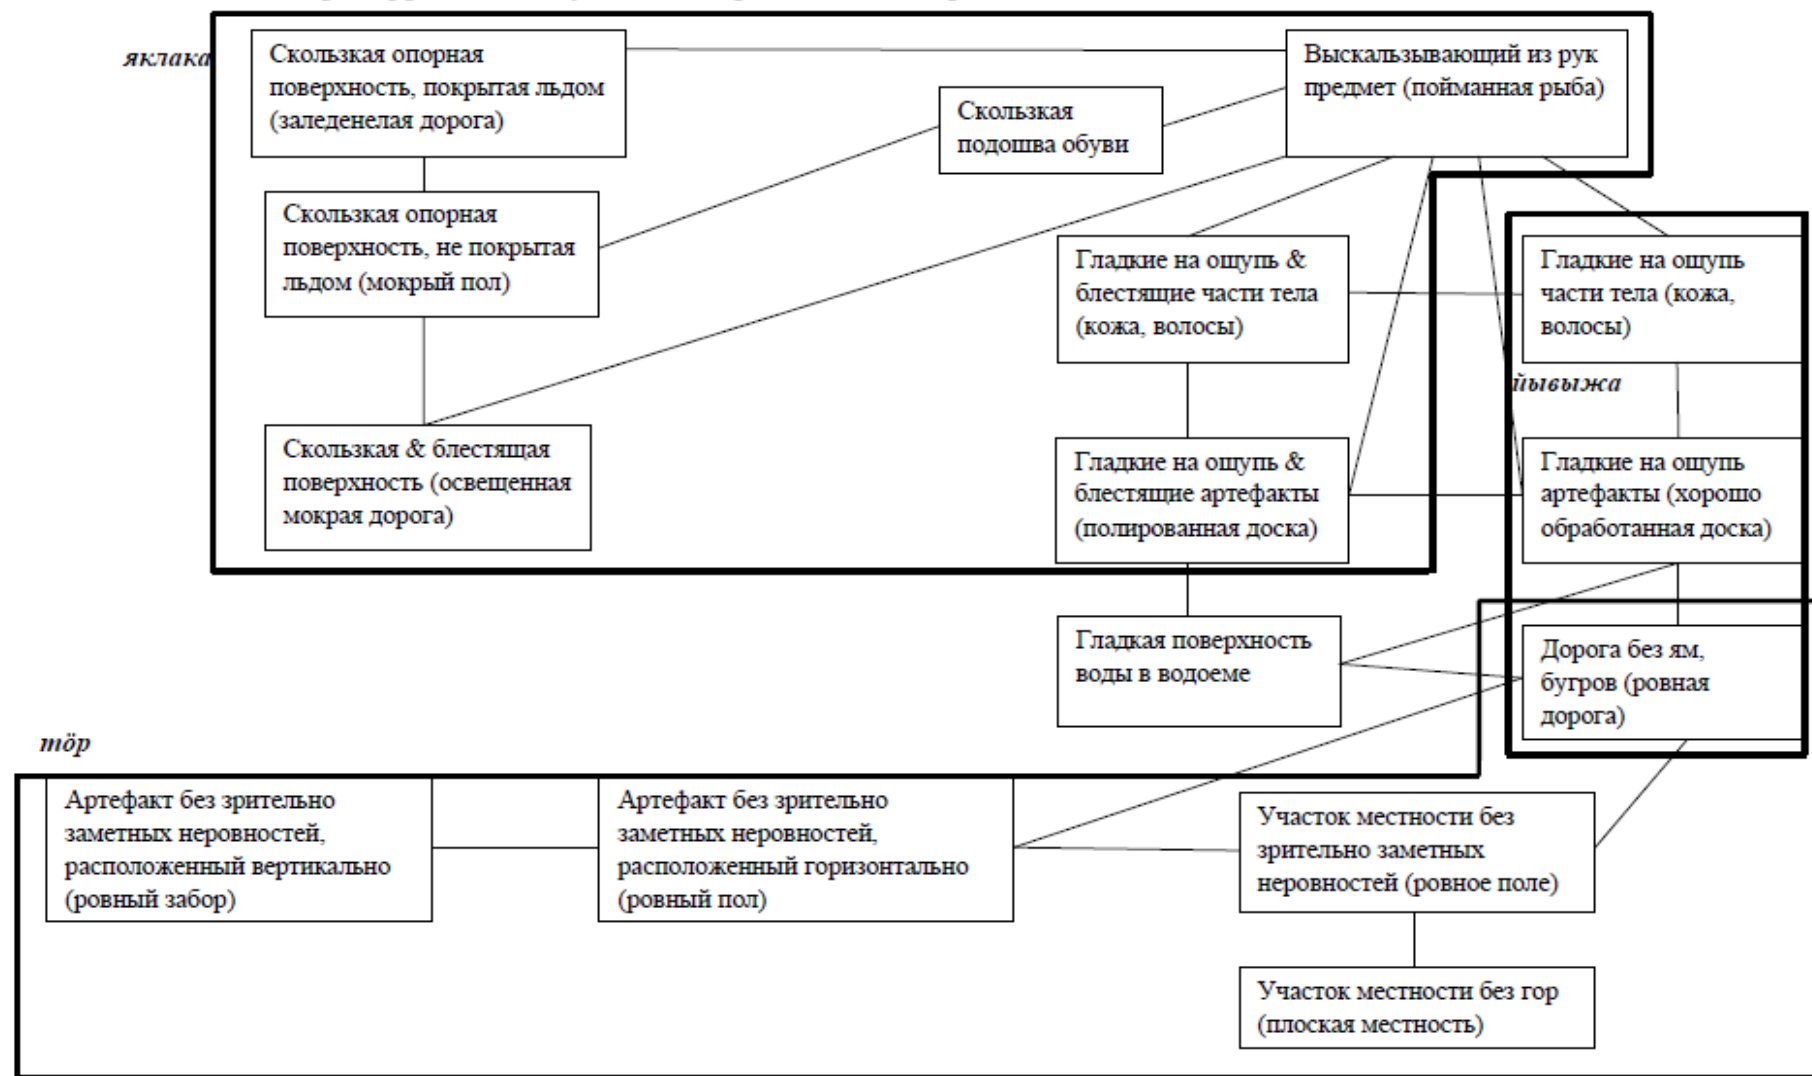 яклака
Скользкая опорная
поверхность, покрытая льдом
(заледенелая дорога)
Выскальзывающий из рук
предмет (пойманная рыба)
Скользкая
подошва обуви
Скользкая опорная
поверхность, не покрытая
льдом (мокрый пол)
Гладкие на ощупь &
блестящие части тела
(кожа, волосы)
Гладкие на ощупь
части тела (кожа,
волосы)
йывыжа
Скользкая & блестящая
поверхность (освещенная
мокрая дорога)
Гладкие на ощупь &
блестящие артефакты
(полированная доска)
Гладкие на ощупь
артефакты (хорошо
обработанная доска)
Гладкая поверхность
воды в водоеме
Дорога без ям,
бугров (ровная
дорога)
тӧр
Артефакт без зрительно
заметных неровностей,
расположенный вертикально
(ровный забор)
Артефакт без зрительно
заметных неровностей,
расположенный горизонтально
(ровный пол)
Участок местности без
зрительно заметных
неровностей (ровное поле)
Участок местности без гор
(плоская местность)